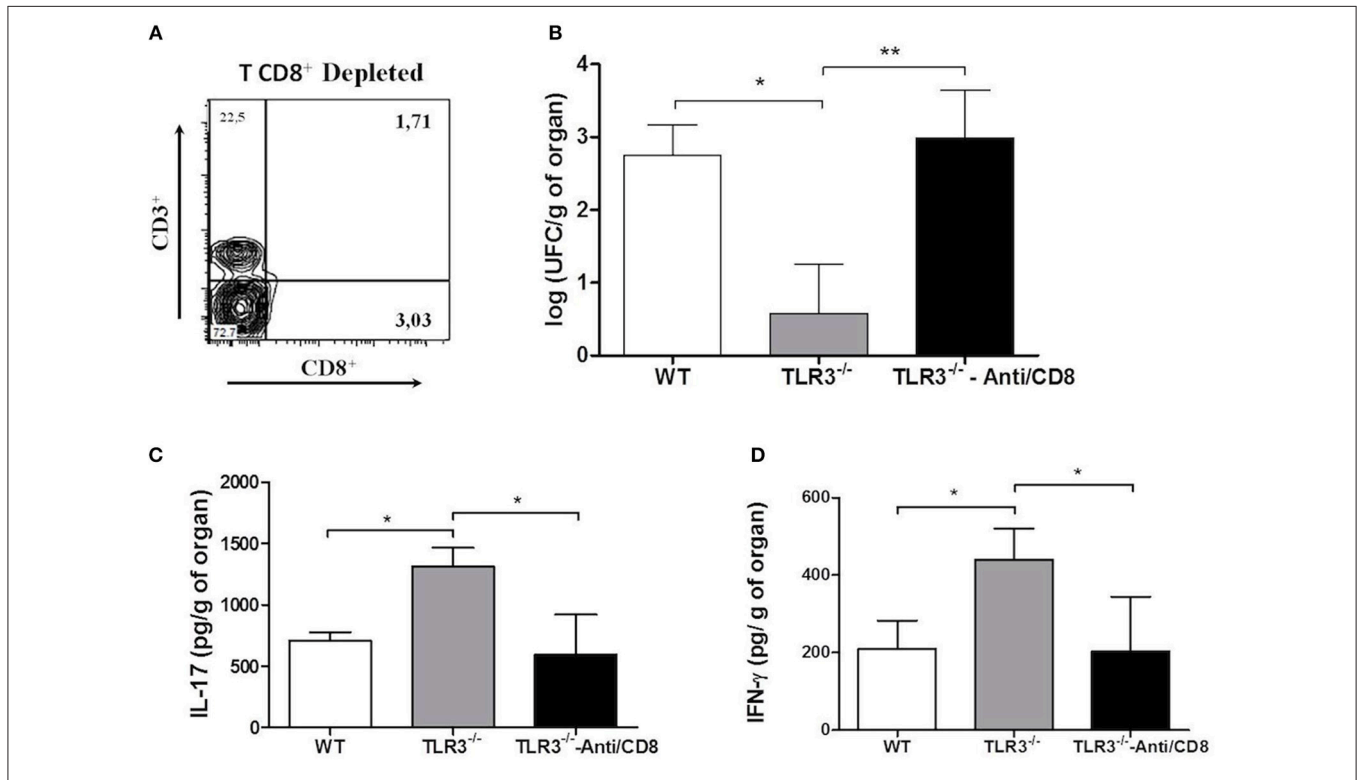 A
T CD8+ Depleted
22,5
1,71
CD3+
72.7
3,03
CD8+
B
log (UFC/g of organ)
4
3
2
1
0
*
**
WT
TLR3-/-
TLR3-/- - Anti/CD8
C
IL-17 (pg/g of organ)
2000
1500
1000
500
0
*
*
WT
TLR3-/-
TLR3-/--Anti/CD8
D
IFN-γ (pg/ g of organ)
600
400
200
0
*
*
WT
TLR3-/-
TLR3-/--Anti/CD8